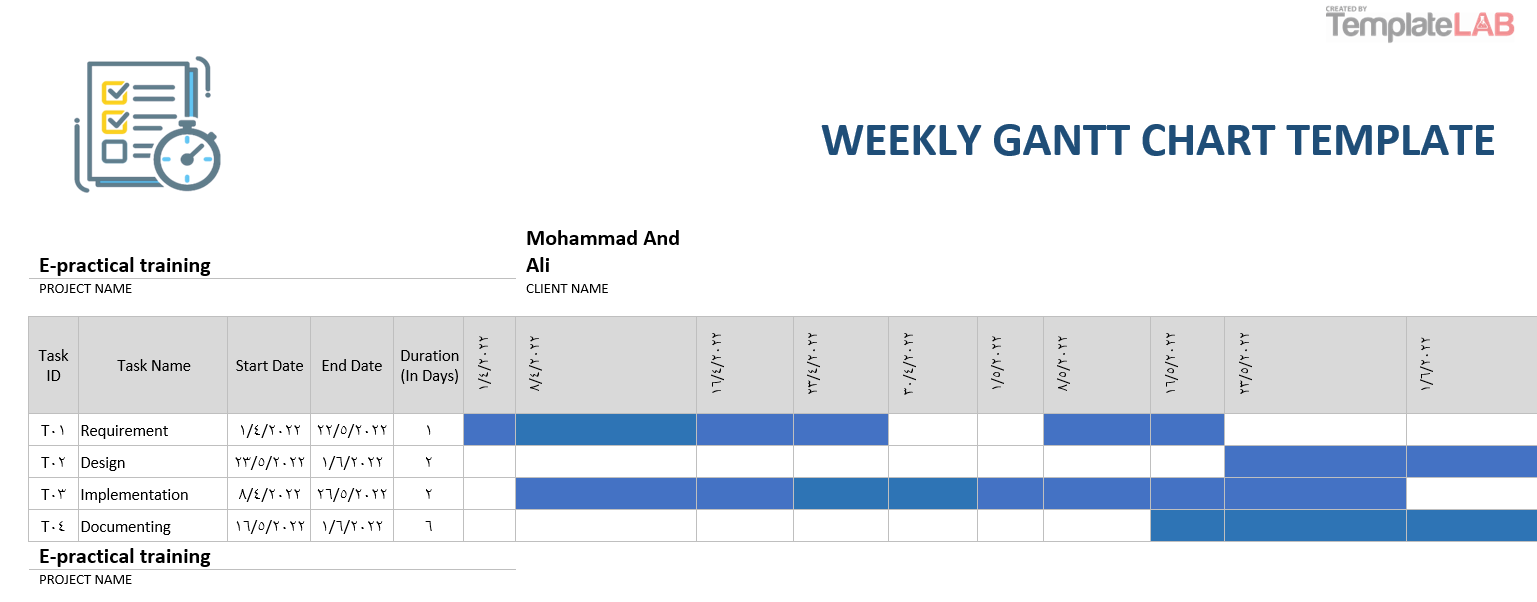 CREATED BY
TemplateLAB
WEEKLY GANTT CHART TEMPLATE
Mohammad And
Ali
E-practical training
PROJECT NAME
CLIENT NAME
Task ID Task Name Start Date End Date Duration (In Days) ١/٤/٢٠٢٢ ٨/٤/٢٠٢٢ ١٦/٤/٢٠٢٢ ٢٣/٤/٢٠٢٢ ٣٠/٤/٢٠٢٢ ١/٥/٢٠٢٢ ٨/٥/٢٠٢٢ ١٦/٥/٢٠٢٢ ٢٣/٥/٢٠٢٢ ١/٦/٢٠٢٢
T٠١ Requirement ١/٤/٢٠٢٢ ٢٢/٥/٢٠٢٢ ١
T٠٢ Design ٢٣/٥/٢٠٢٢ ١/٦/٢٠٢٢ ٢
T٠٣ Implementation ٨/٤/٢٠٢٢ ٢٦/٥/٢٠٢٢ ٢
T٠٤ Documenting ١٦/٥/٢٠٢٢ ١/٦/٢٠٢٢ ٦
E-practical training
PROJECT NAME